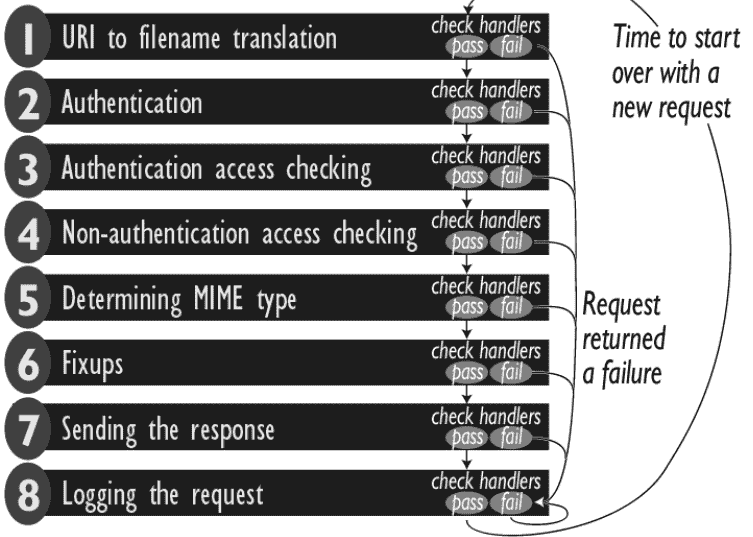 1 URI to filename translation check handlers
pass fail
2 Authentication check handlers
pass fail
3 Authentication access checking check handlers
pass fail
4 Non-authentication access checking check handlers
pass fail
5 Determining MIME type check handlers
pass fail
6 Fixups check handlers
pass fail
7 Sending the response check handlers
pass fail
8 Logging the request check handlers
pass fail
Time to start
over with a
new request
Request
returned
a failure